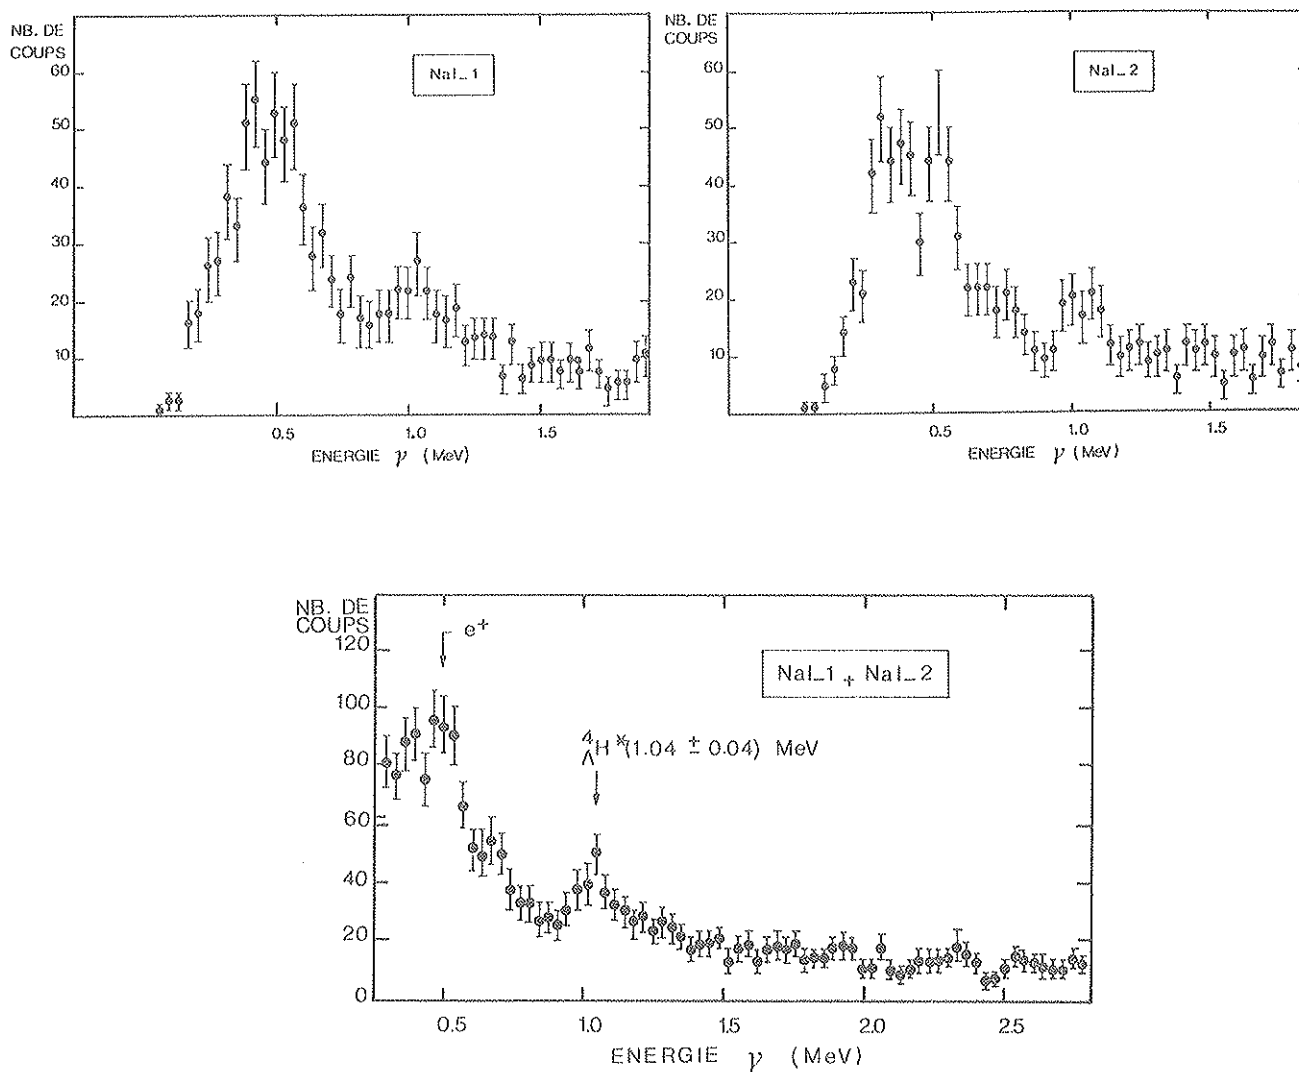 NB. DE
COUPS
60
50
40
30
20
10
NaI_1
0.5
1.0
1.5
ENERGIE γ (MeV)
NB. DE
COUPS
60
50
40
30
20
10
NaI_2
0.5
1.0
1.5
ENERGIE γ (MeV)
NB. DE
COUPS
120
100
80
60
40
20
0
e+
NaI_1 + NaI_2
4ΛH*(1.04 ± 0.04) MeV
0.5
1.0
1.5
2.0
2.5
ENERGIE γ (MeV)